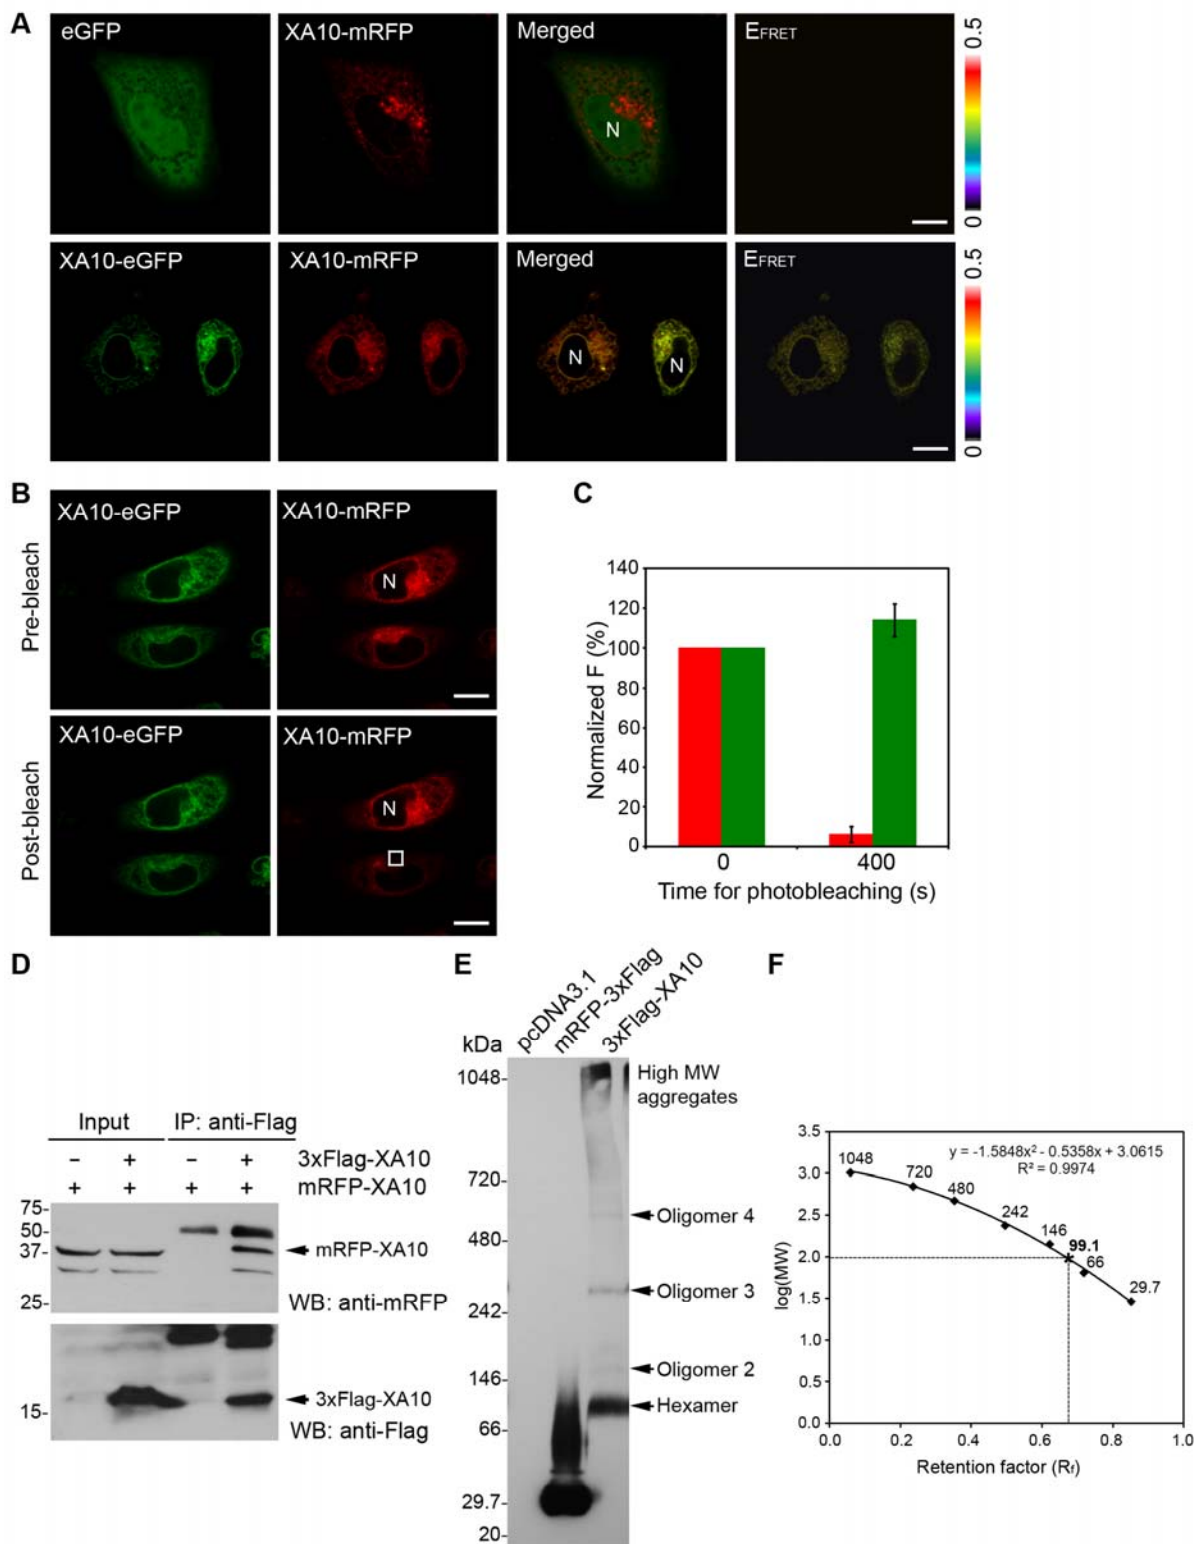 A
eGFP
XA10-mRFP
Merged
EFRET
N
0.5
0
XA10-eGFP
XA10-mRFP
Merged
EFRET
N
N
0.5
0
B
Pre-bleach
XA10-eGFP
XA10-mRFP
N
Post-bleach
XA10-eGFP
XA10-mRFP
N
C
Normalized F (%)
140
120
100
80
60
40
20
0
0
400
Time for photobleaching (s)
D
Input
IP: anti-Flag
- + - + 3xFlag-XA10
+ + + + mRFP-XA10
75-
50-
37-
25-
mRFP-XA10
WB: anti-mRFP
15-
3xFlag-XA10
WB: anti-Flag
E
pcDNA3.1
mRFP-3xFlag
3xFlag-XA10
kDa
1048-
720-
480-
242-
146-
66-
29.7-
20-
High MW
aggregates
Oligomer 4
Oligomer 3
Oligomer 2
Hexamer
F
y = -1.5848x² - 0.5358x + 3.0615
R² = 0.9974
log(MW)
3.5
3.0
2.5
2.0
1.5
1.0
0.5
0.0
1048
720
480
242
146
99.1
66
29.7
0.0 0.2 0.4 0.6 0.8 1.0
Retention factor (Rf)